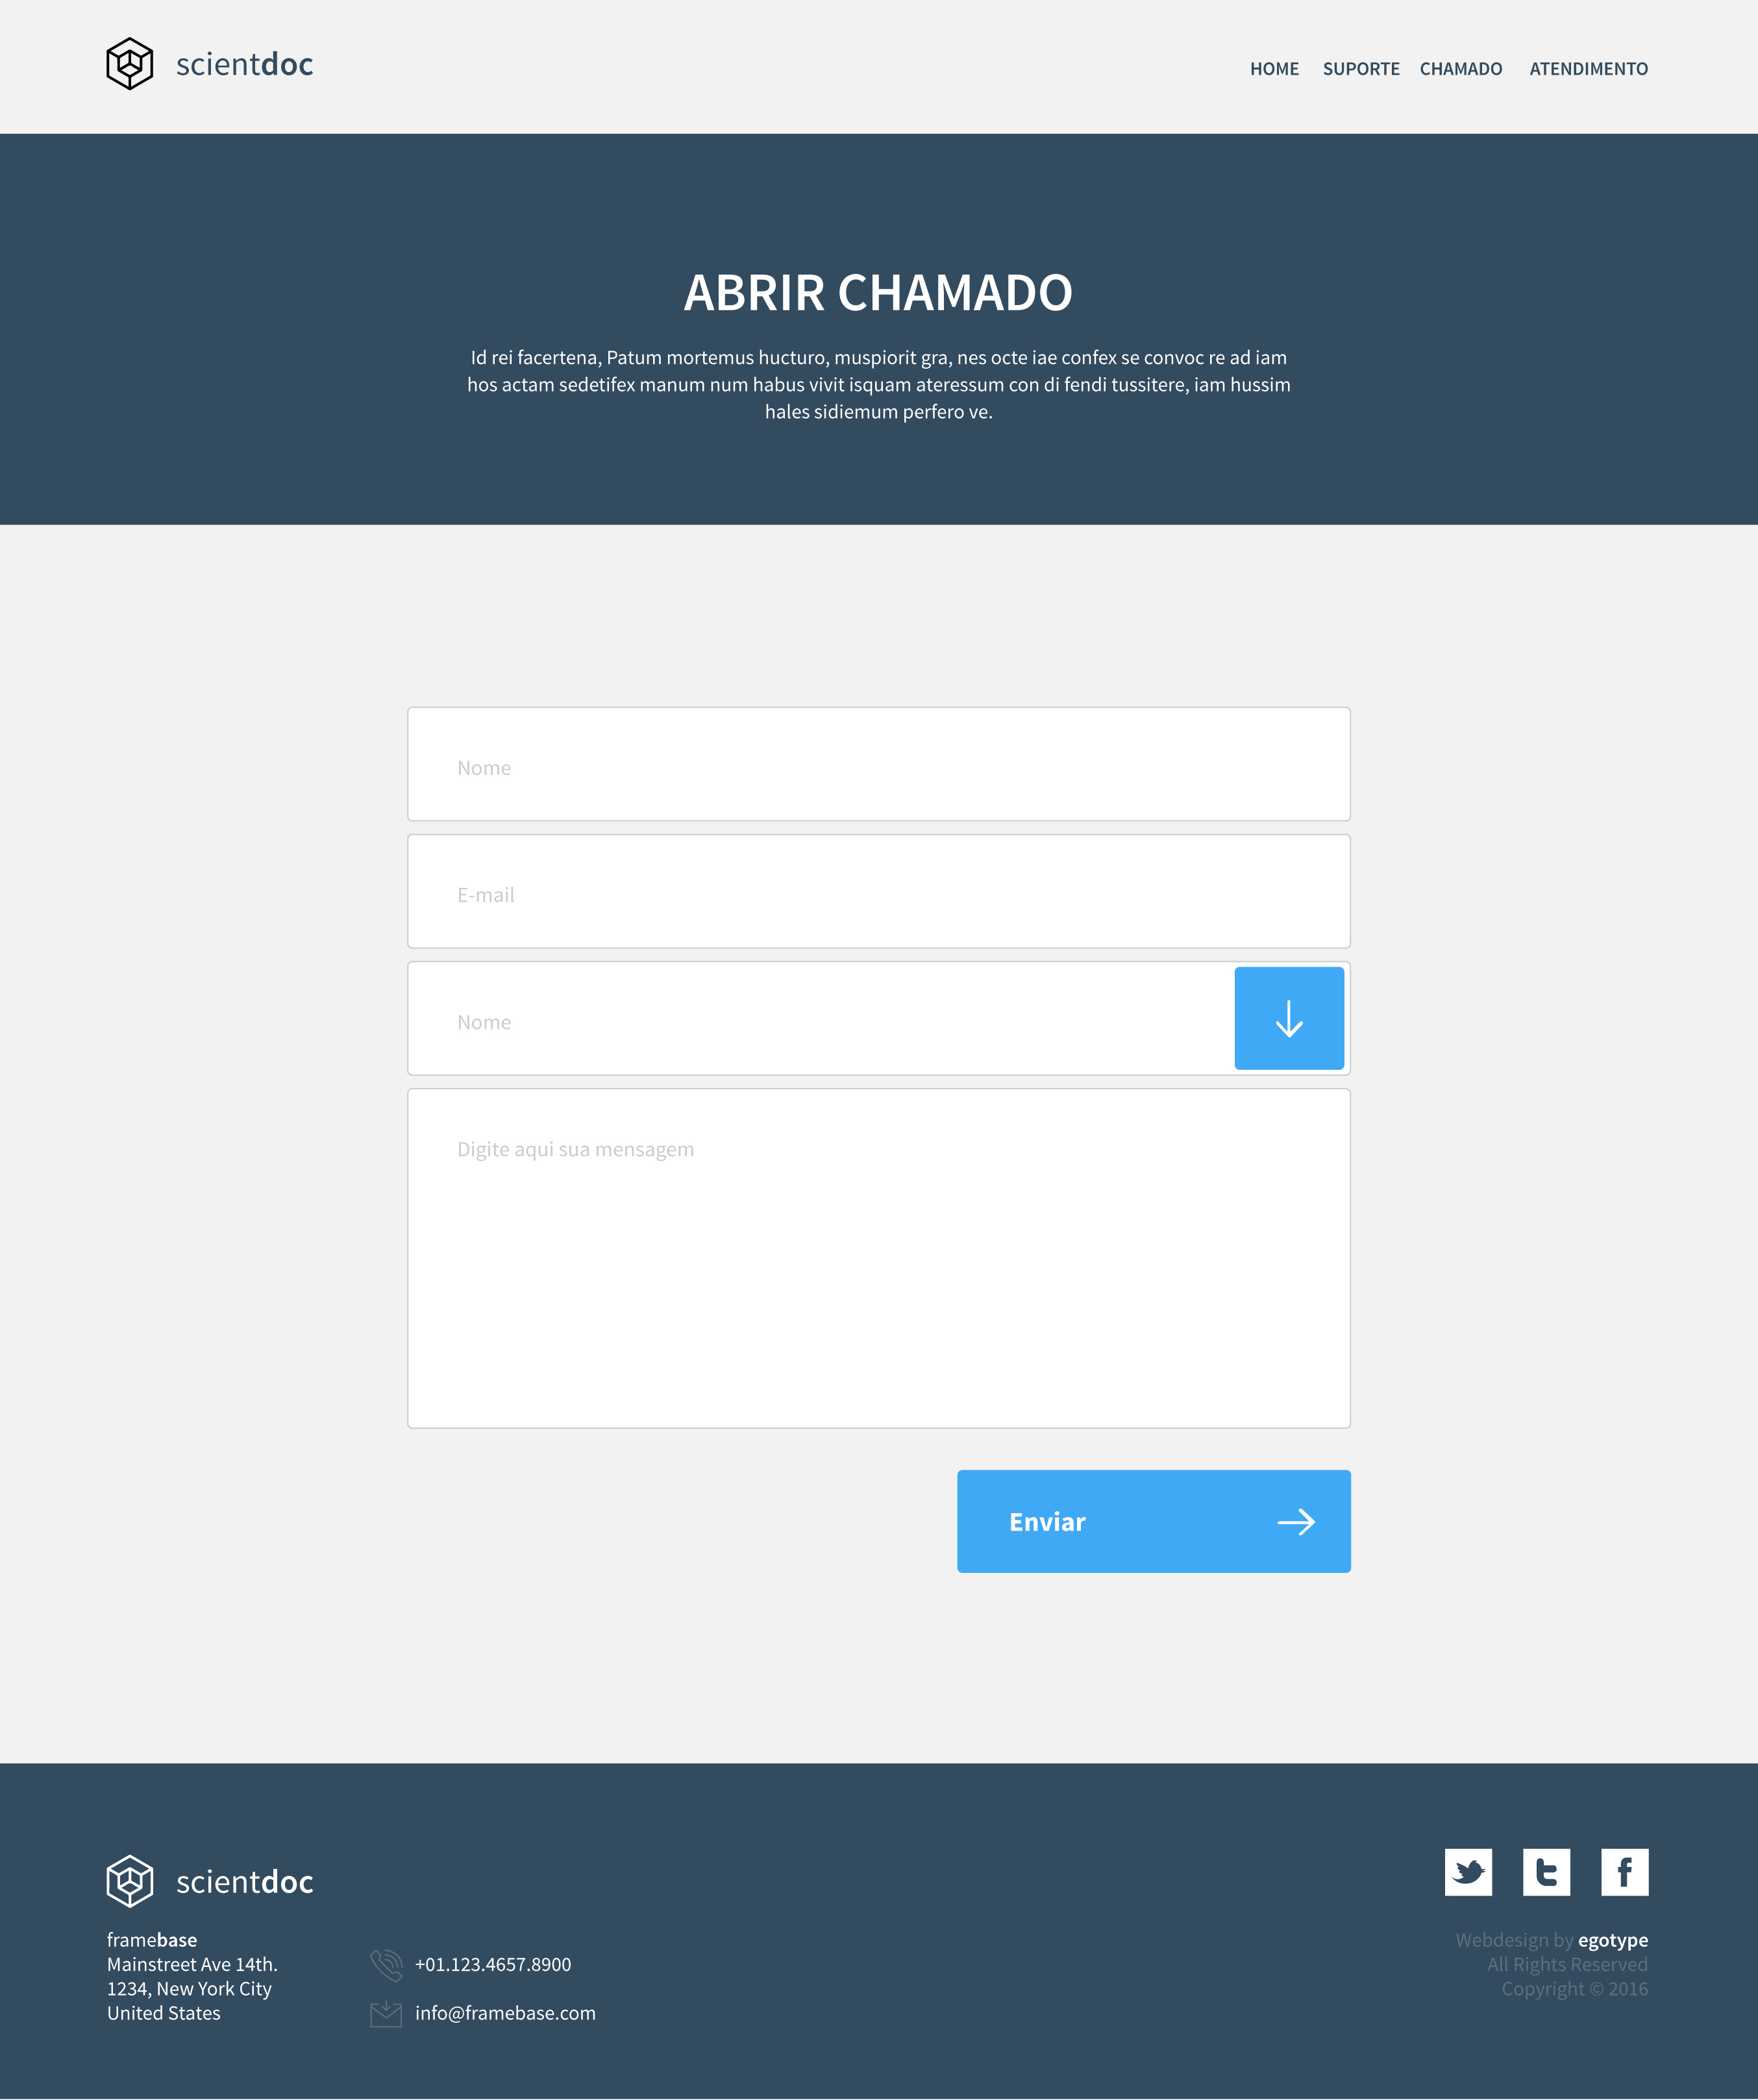 scientdoc
HOME SUPORTE CHAMADO ATENDIMENTO
ABRIR CHAMADO
Id rei facertena, Patum mortemus hucturo, muspiorit gra, nes octe iae confex se convoc re ad iam
hos actam sedetifex manum num habus vivit isquam ateressum con di fendi tussitere, iam hussim
hales sidiemum perfero ve.
Nome
E-mail
Nome
Digite aqui sua mensagem
Enviar
scientdoc
framebase
Mainstreet Ave 14th.
1234, New York City
United States
+01.123.4657.8900
info@framebase.com
Webdesign by egotype
All Rights Reserved
Copyright © 2016